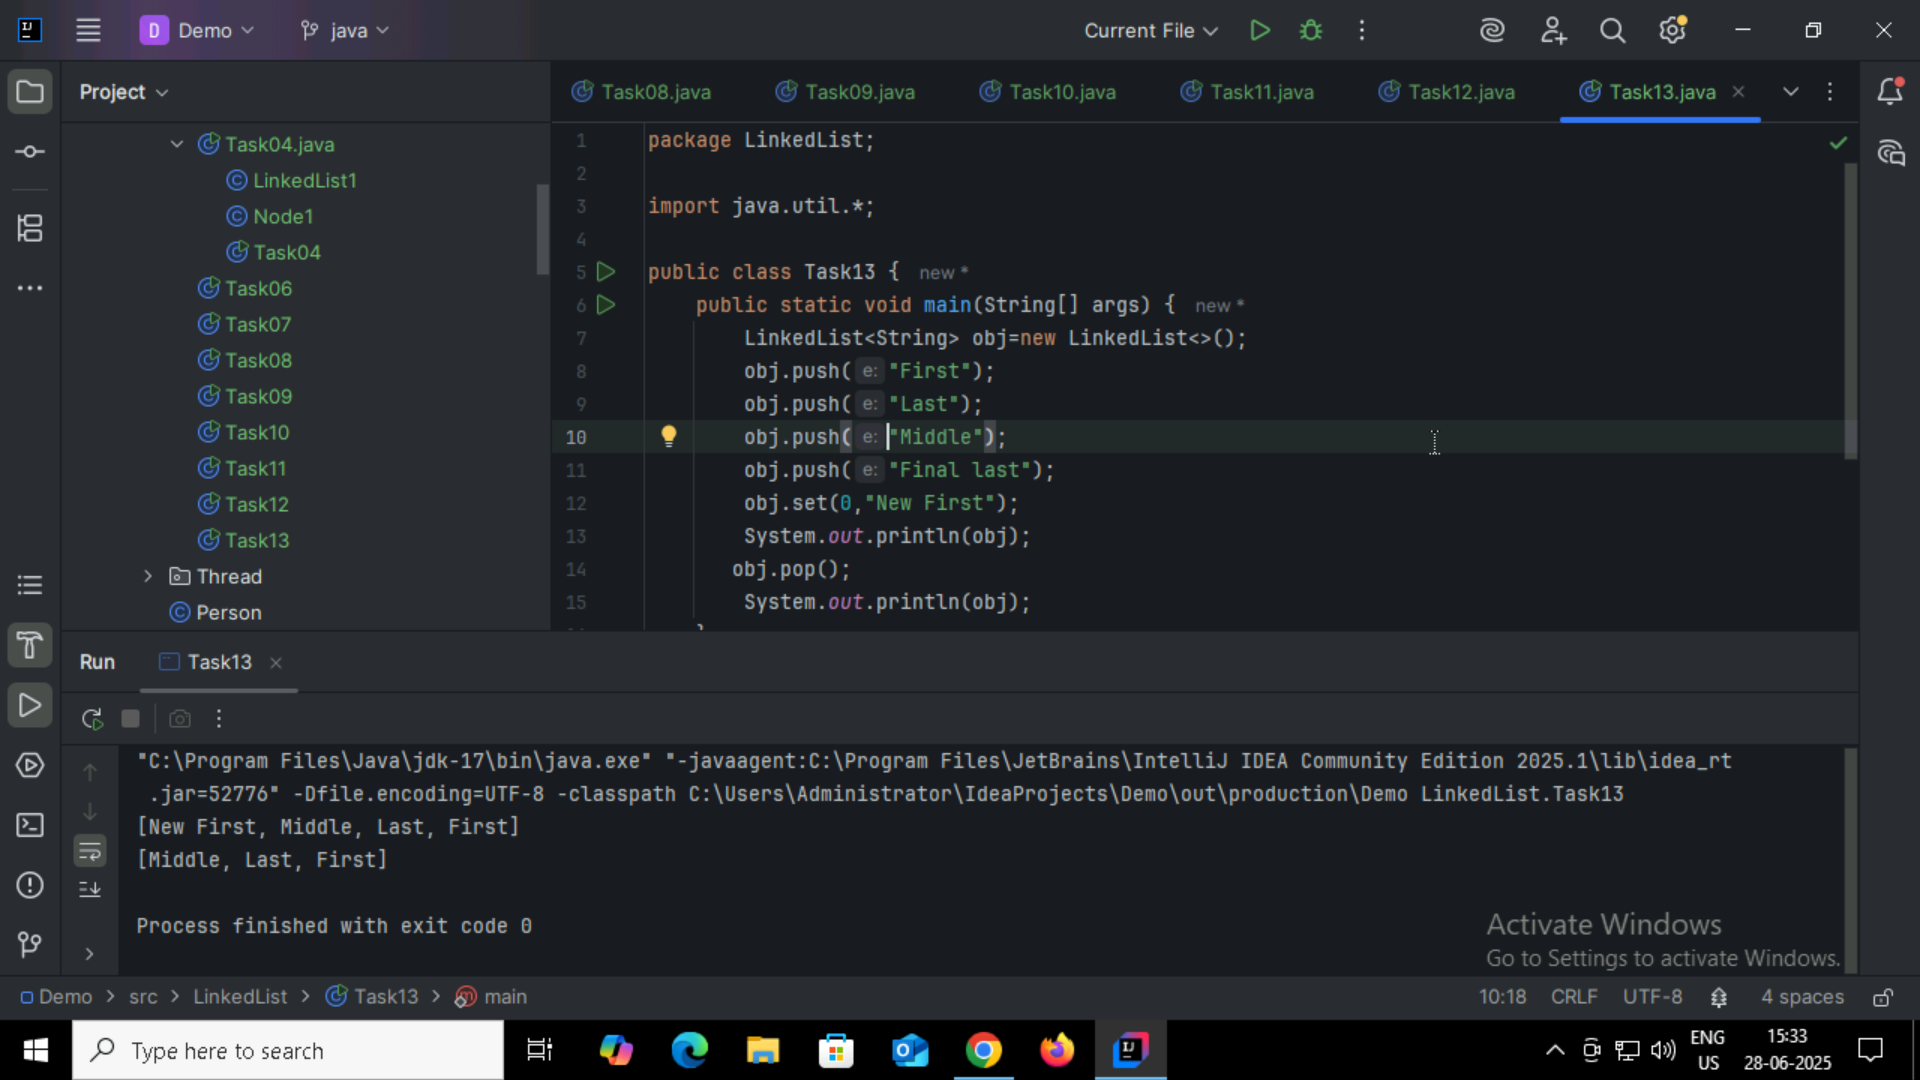 D Demo java Current File
Project
Task08.java Task09.java Task10.java Task11.java Task12.java Task13.java
Task04.java
LinkedList1
Node1
Task04
Task06
Task07
Task08
Task09
Task10
Task11
Task12
Task13
Thread
Person
1 package LinkedList;
2
3 import java.util.*;
4
5 public class Task13 { new *
6 public static void main(String[] args) { new *
7 LinkedList<String> obj=new LinkedList<>();
8 obj.push( e: "First");
9 obj.push( e: "Last");
10 obj.push( e: "Middle");
11 obj.push( e: "Final last");
12 obj.set(0,"New First");
13 System.out.println(obj);
14 obj.pop();
15 System.out.println(obj);
Run Task13
"C:\Program Files\Java\jdk-17\bin\java.exe" "-javaagent:C:\Program Files\JetBrains\IntelliJ IDEA Community Edition 2025.1\lib\idea_rt
.jar=52776" -Dfile.encoding=UTF-8 -classpath C:\Users\Administrator\IdeaProjects\Demo\out\production\Demo LinkedList.Task13
[New First, Middle, Last, First]
[Middle, Last, First]
Process finished with exit code 0
Activate Windows
Go to Settings to activate Windows.
Demo > src > LinkedList > Task13 > main 10:18 CRLF UTF-8 4 spaces
Type here to search
ENG
US
15:33
28-06-2025